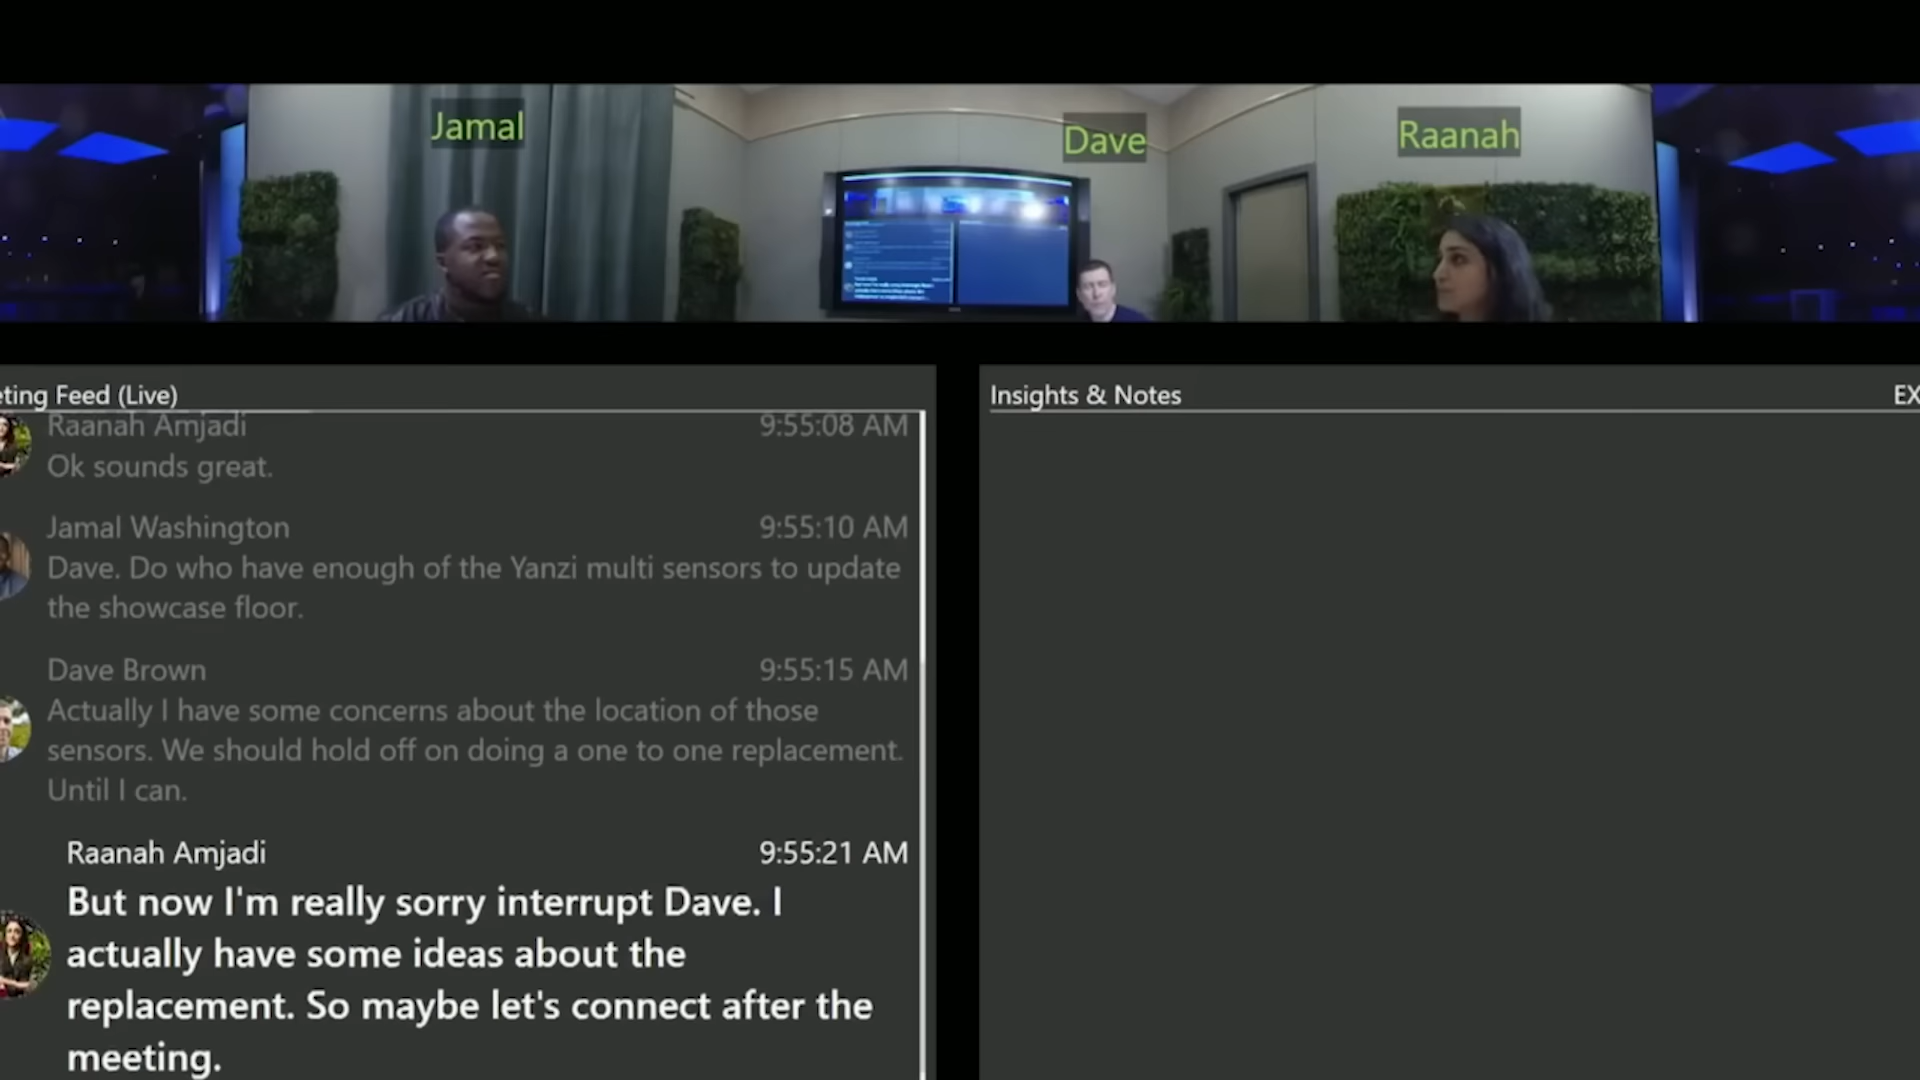 Jamal
Dave
Raanah
eting Feed (Live)
Raanah Amjadi 9:55:08 AM
Ok sounds great.
Jamal Washington 9:55:10 AM
Dave. Do who have enough of the Yanzi multi sensors to update
the showcase floor.
Dave Brown 9:55:15 AM
Actually I have some concerns about the location of those
sensors. We should hold off on doing a one to one replacement.
Until I can.
Raanah Amjadi 9:55:21 AM
But now I'm really sorry interrupt Dave. I
actually have some ideas about the
replacement. So maybe let's connect after the
meeting.
Insights & Notes
EX